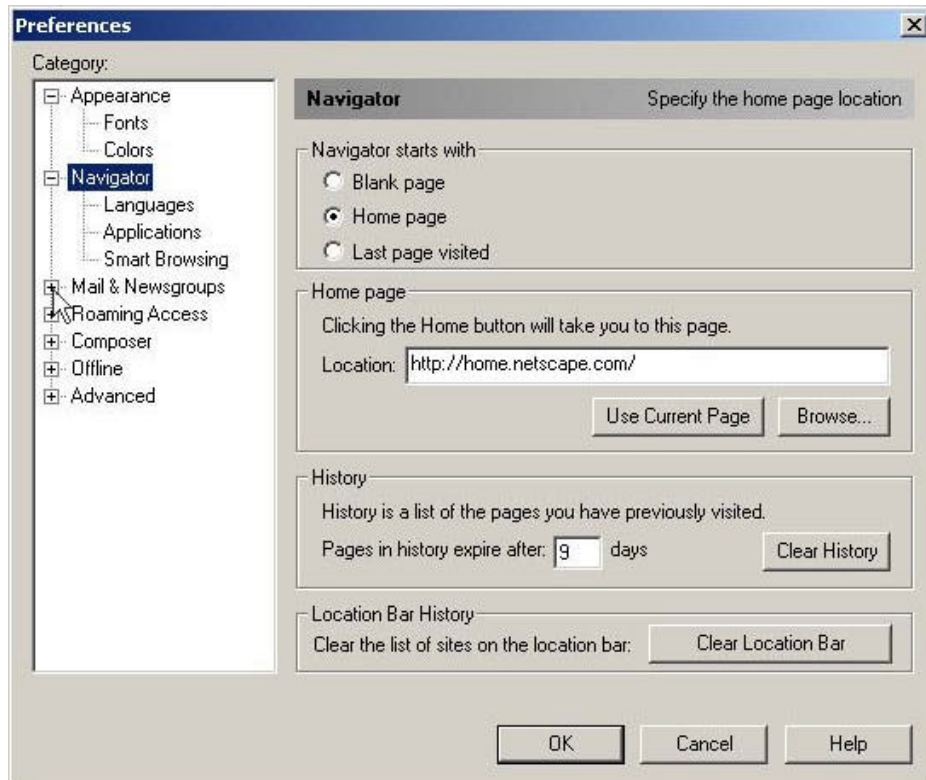 Preferences
Category:
Appearance
Fonts
Colors
Navigator
Languages
Applications
Smart Browsing
Mail & Newsgroups
Roaming Access
Composer
Offline
Advanced
Navigator Specify the home page location
Navigator starts with
Blank page
Home page
Last page visited
Home page
Clicking the Home button will take you to this page.
Location: http://home.netscape.com/
Use Current Page Browse...
History
History is a list of the pages you have previously visited.
Pages in history expire after: 9 days Clear History
Location Bar History
Clear the list of sites on the location bar: Clear Location Bar
OK Cancel Help